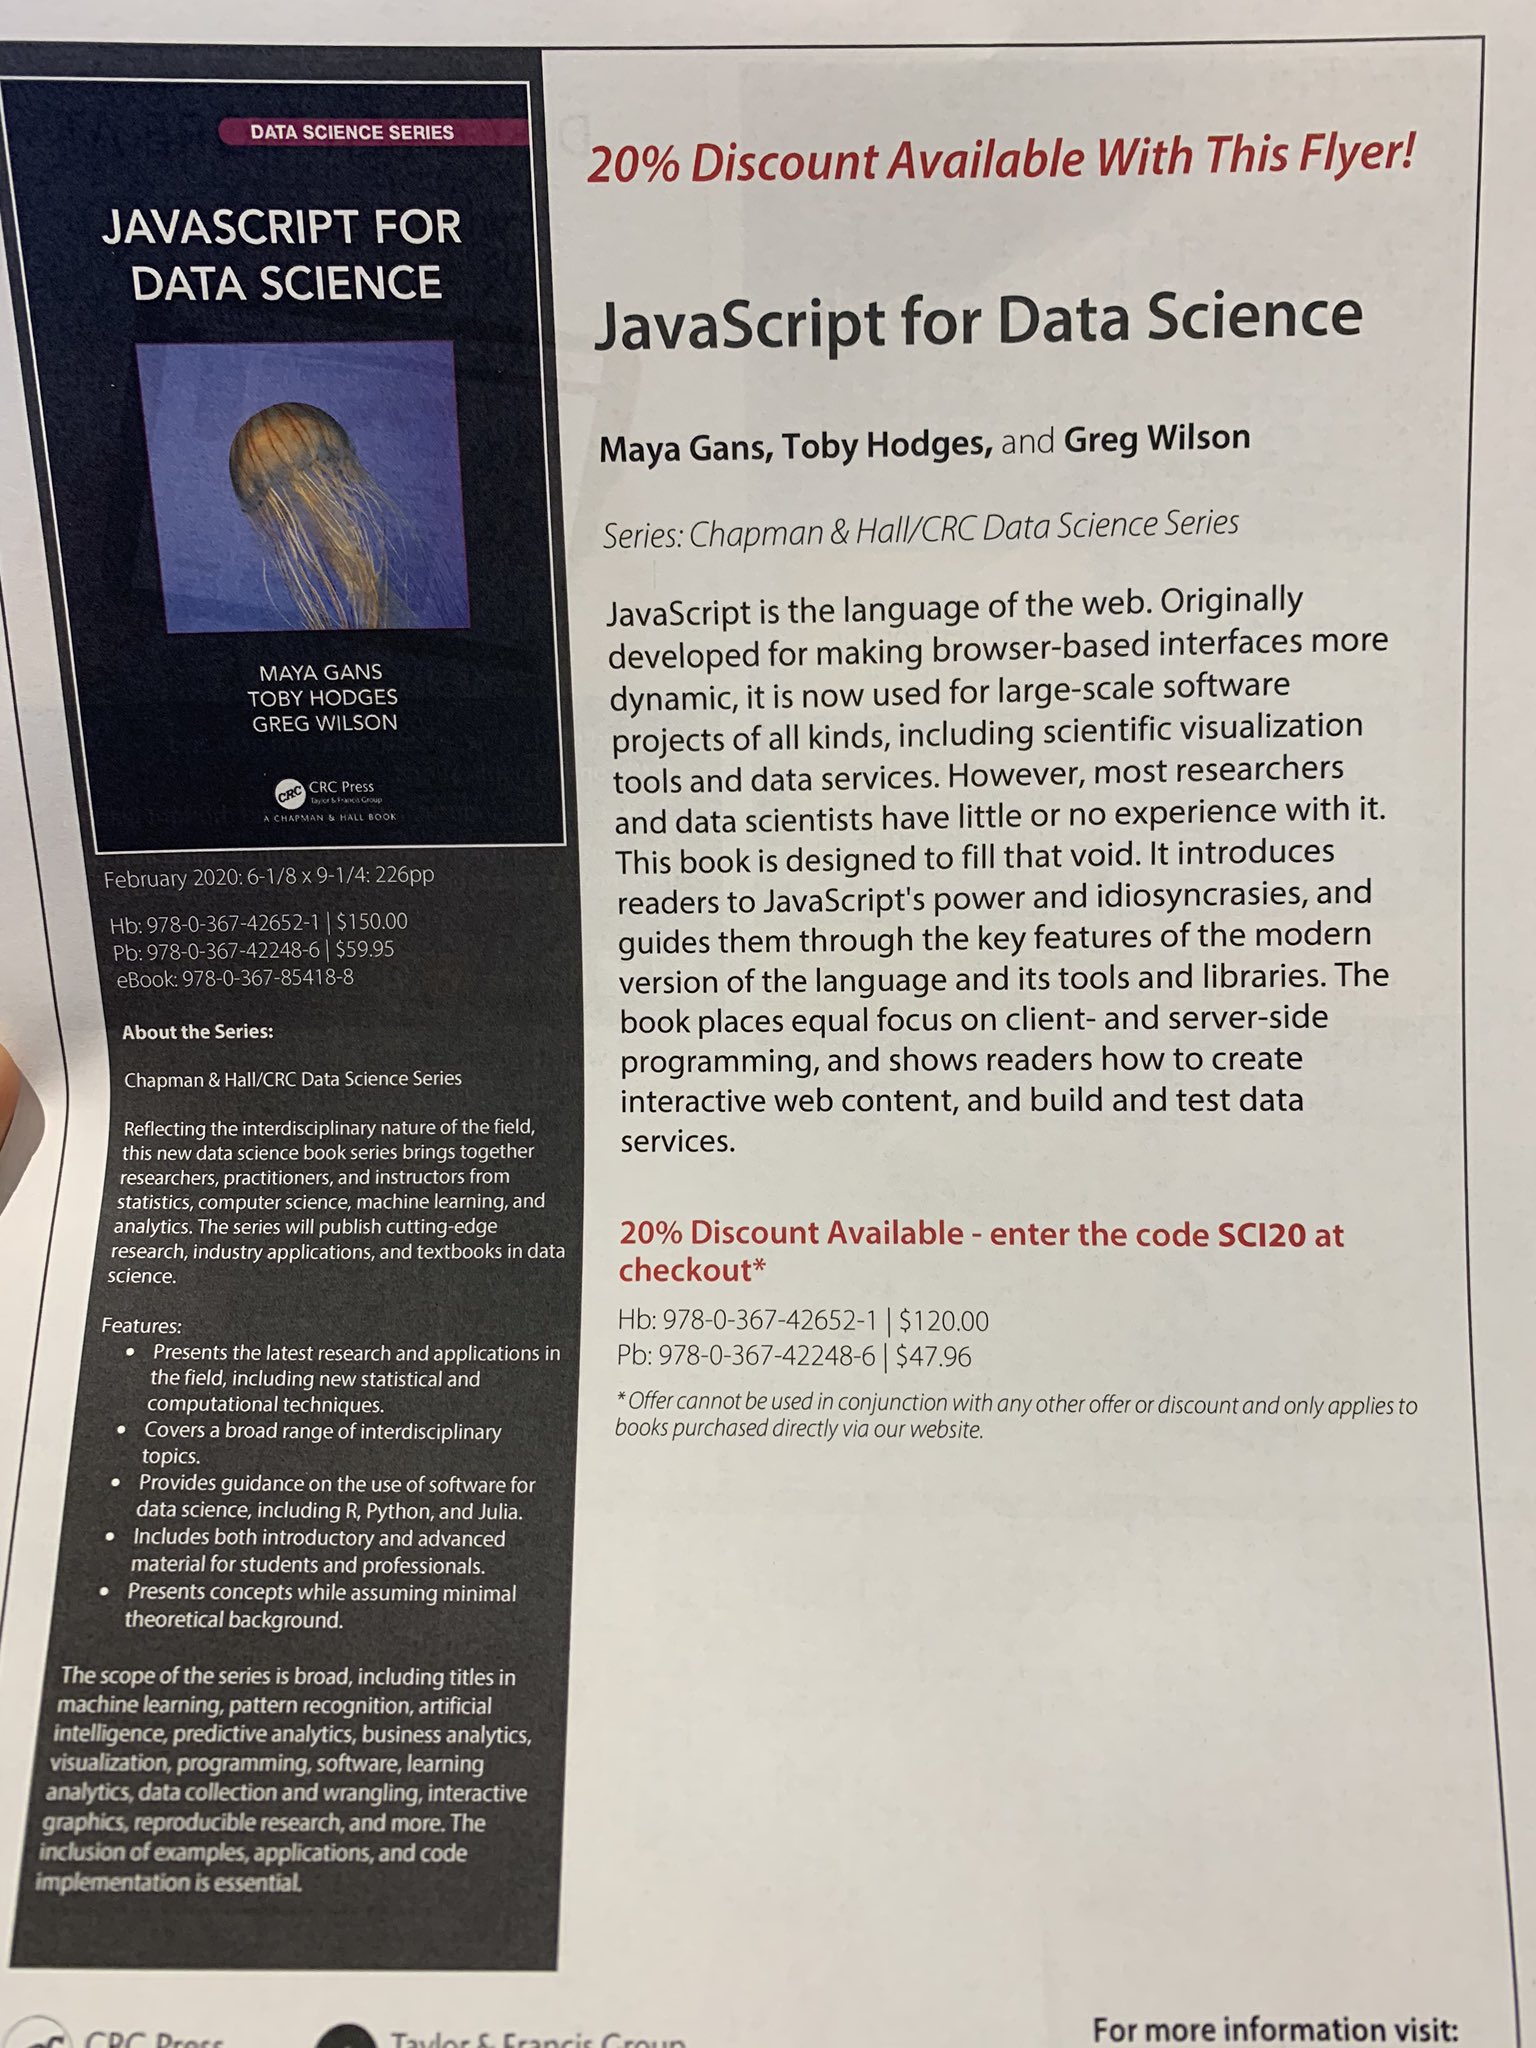 DATA SCIENCE SERIES
JAVASCRIPT FOR
DATA SCIENCE
MAYA GANS
TOBY HODGES
GREG WILSON
CRC
CRC Press
Taylor & Francis Group
A CHAPMAN & HALL BOOK
February 2020: 6-1/8 x 9-1/4: 226pp
Hb: 978-0-367-42652-1 | $150.00
Pb: 978-0-367-42248-6 | $59.95
eBook: 978-0-367-85418-8
About the Series:
Chapman & Hall/CRC Data Science Series
Reflecting the interdisciplinary nature of the field,
this new data science book series brings together
researchers, practitioners, and instructors from
statistics, computer science, machine learning, and
analytics. The series will publish cutting-edge
research, industry applications, and textbooks in data
science.
Features:
• Presents the latest research and applications in
the field, including new statistical and
computational techniques.
• Covers a broad range of interdisciplinary
topics.
• Provides guidance on the use of software for
data science, including R, Python, and Julia.
• Includes both introductory and advanced
material for students and professionals.
• Presents concepts while assuming minimal
theoretical background.
The scope of the series is broad, including titles in
machine learning, pattern recognition, artificial
intelligence, predictive analytics, business analytics,
visualization, programming, software, learning
analytics, data collection and wrangling, interactive
graphics, reproducible research, and more. The
inclusion of examples, applications, and code
implementation is essential.
20% Discount Available With This Flyer!
JavaScript for Data Science
Maya Gans, Toby Hodges, and Greg Wilson
Series: Chapman & Hall/CRC Data Science Series
JavaScript is the language of the web. Originally
developed for making browser-based interfaces more
dynamic, it is now used for large-scale software
projects of all kinds, including scientific visualization
tools and data services. However, most researchers
and data scientists have little or no experience with it.
This book is designed to fill that void. It introduces
readers to JavaScript's power and idiosyncrasies, and
guides them through the key features of the modern
version of the language and its tools and libraries. The
book places equal focus on client- and server-side
programming, and shows readers how to create
interactive web content, and build and test data
services.
20% Discount Available - enter the code SCI20 at
checkout*
Hb: 978-0-367-42652-1 | $120.00
Pb: 978-0-367-42248-6 | $47.96
*Offer cannot be used in conjunction with any other offer or discount and only applies to
books purchased directly via our website.
CRC Press
Taylor & Francis Group
For more information visit: